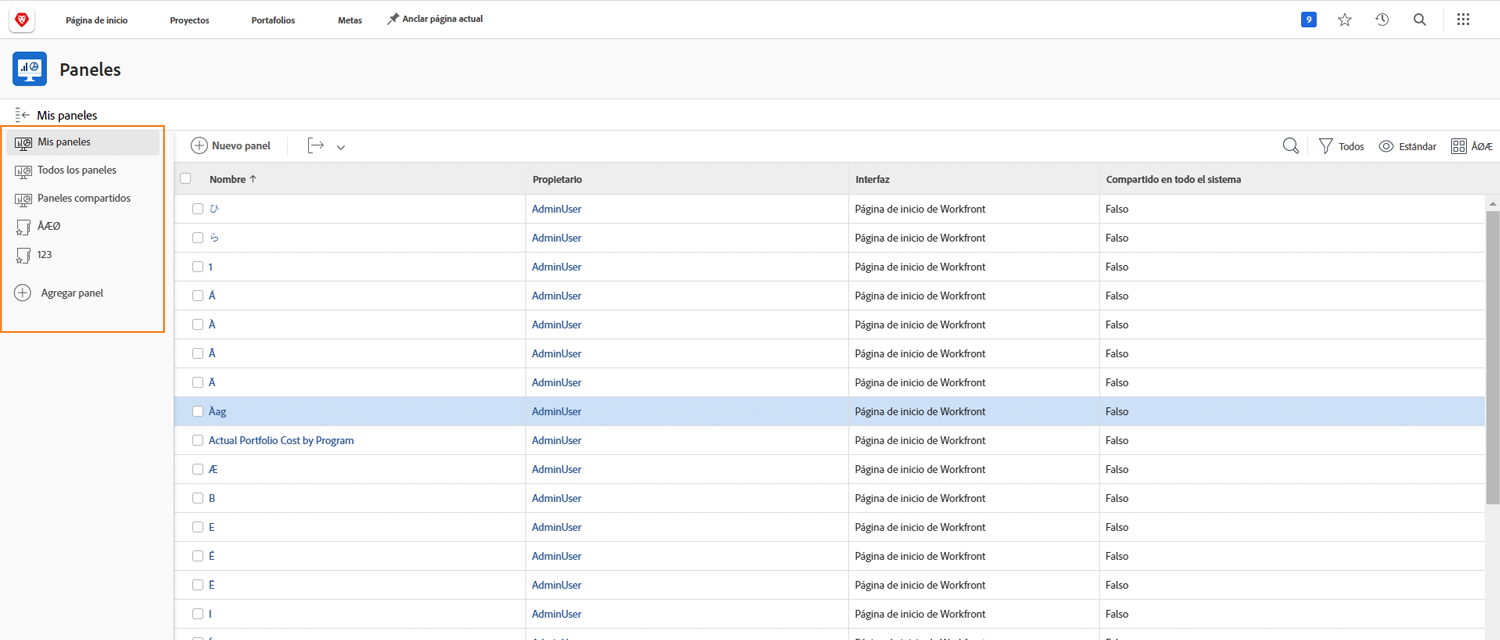 Página de inicio Proyectos Portafolios Metas Anclar página actual 9
Paneles
Mis paneles
Mis paneles
Todos los paneles
Paneles compartidos
ÅÆØ
123
Agregar panel
Nuevo panel Todos Estándar ÅØÆ
Nombre ↑ Propietario Interfaz Compartido en todo el sistema
ひ AdminUser Página de inicio de Workfront Falso
ら AdminUser Página de inicio de Workfront Falso
1 AdminUser Página de inicio de Workfront Falso
Á AdminUser Página de inicio de Workfront Falso
À AdminUser Página de inicio de Workfront Falso
AdminUser Página de inicio de Workfront Falso
AdminUser Página de inicio de Workfront Falso
Àag AdminUser Página de inicio de Workfront Falso
Actual Portfolio Cost by Program AdminUser Página de inicio de Workfront Falso
Æ AdminUser Página de inicio de Workfront Falso
B AdminUser Página de inicio de Workfront Falso
E AdminUser Página de inicio de Workfront Falso
É AdminUser Página de inicio de Workfront Falso
AdminUser Página de inicio de Workfront Falso
I AdminUser Página de inicio de Workfront Falso